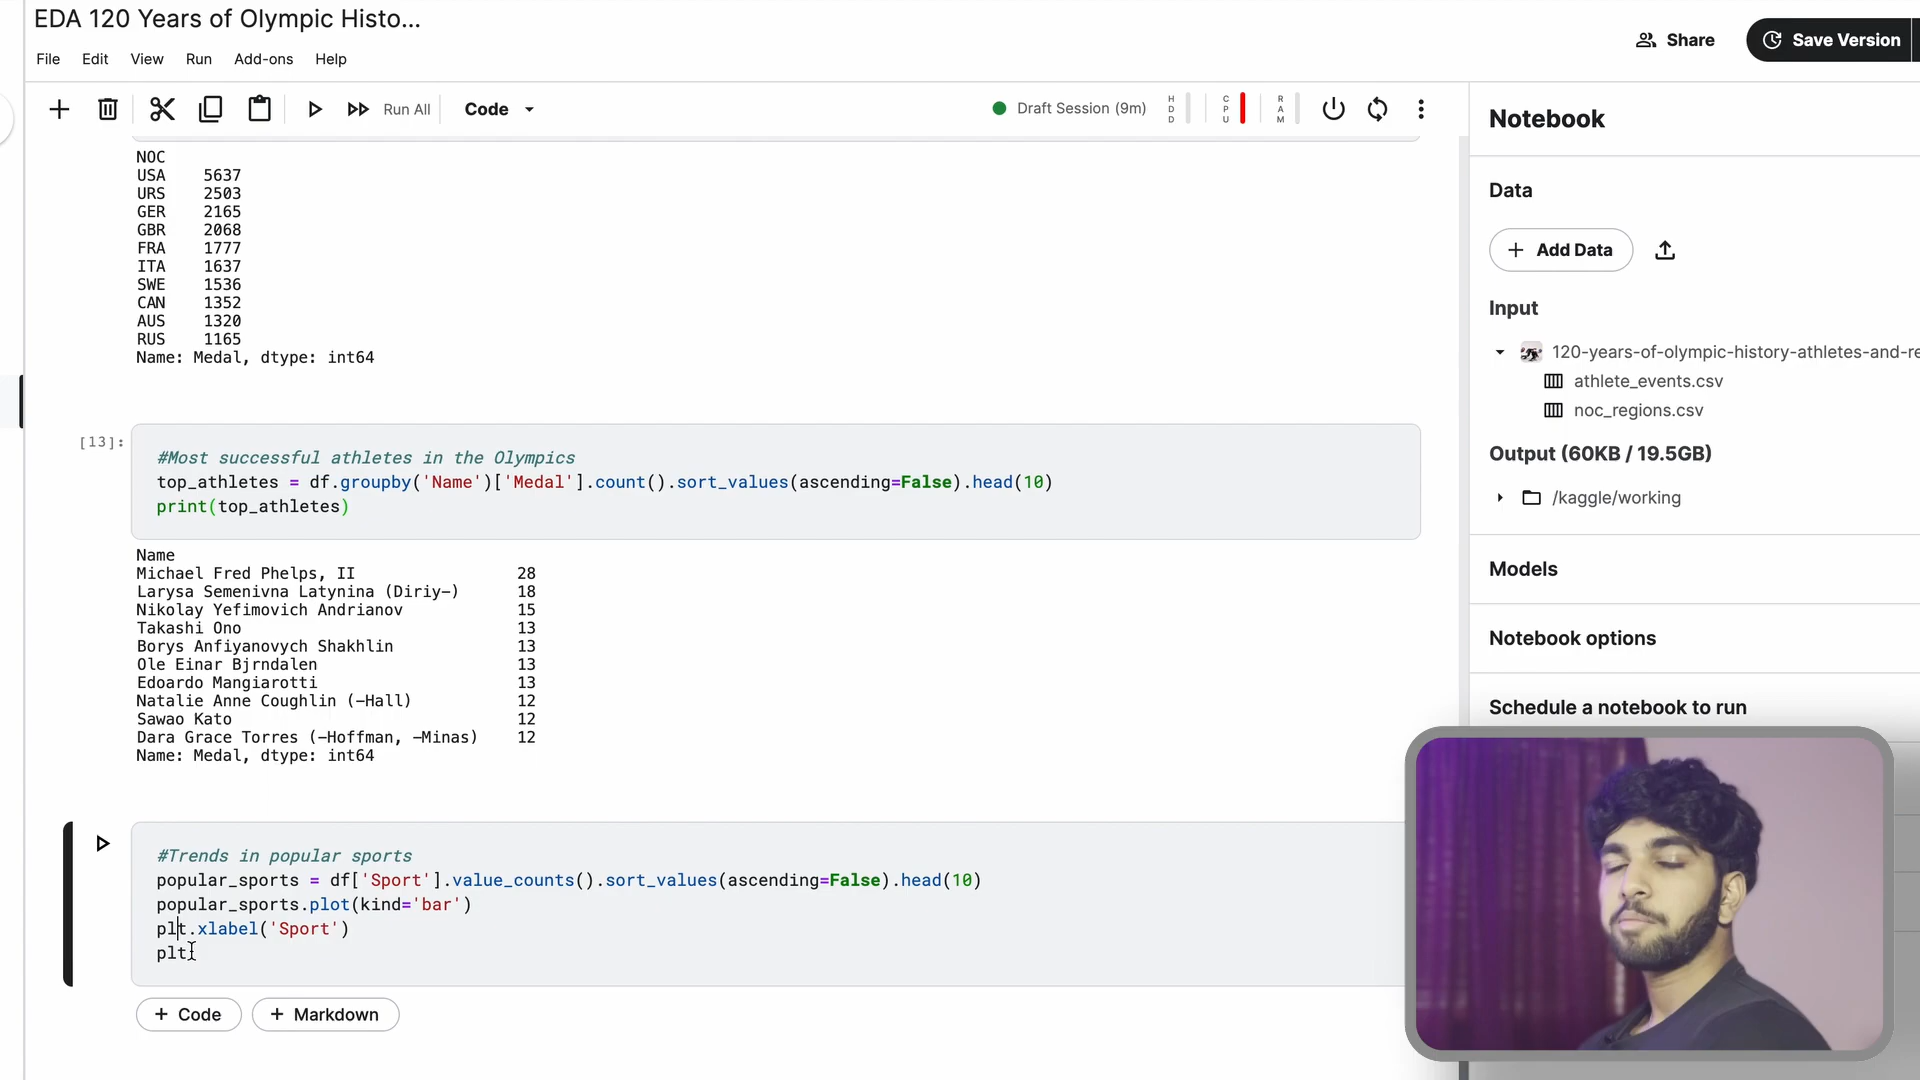 EDA 120 Years of Olympic Histo...
File Edit View Run Add-ons Help
Share
Save Version
Run All
Code
Draft Session (9m)
HDD
CPU
RAM
NOC
USA 5637
URS 2503
GER 2165
GBR 2068
FRA 1777
ITA 1637
SWE 1536
CAN 1352
AUS 1320
RUS 1165
Name: Medal, dtype: int64
[13]:
#Most successful athletes in the Olympics
top_athletes = df.groupby('Name')['Medal'].count().sort_values(ascending=False).head(10)
print(top_athletes)
Name
Michael Fred Phelps, II 28
Larysa Semenivna Latynina (Diriy-) 18
Nikolay Yefimovich Andrianov 15
Takashi Ono 13
Borys Anfiyanovych Shakhlin 13
Ole Einar Bjrndalen 13
Edoardo Mangiarotti 13
Natalie Anne Coughlin (-Hall) 12
Sawao Kato 12
Dara Grace Torres (-Hoffman, -Minas) 12
Name: Medal, dtype: int64
#Trends in popular sports
popular_sports = df['Sport'].value_counts().sort_values(ascending=False).head(10)
popular_sports.plot(kind='bar')
plt.xlabel('Sport')
plt
+ Code
+ Markdown
Notebook
Data
+ Add Data
Input
120-years-of-olympic-history-athletes-and-re
athlete_events.csv
noc_regions.csv
Output (60KB / 19.5GB)
/kaggle/working
Models
Notebook options
Schedule a notebook to run